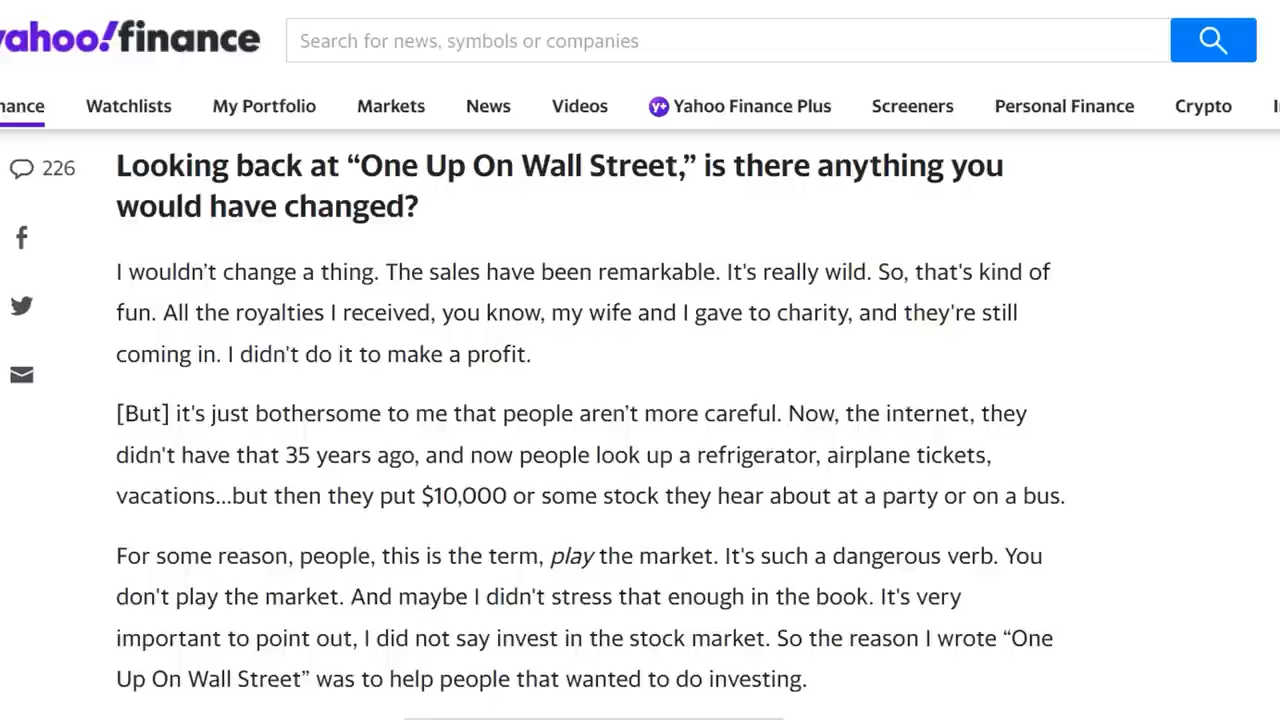 yahoo!finance
Search for news, symbols or companies
nance Watchlists My Portfolio Markets News Videos y+ Yahoo Finance Plus Screeners Personal Finance Crypto
226
Looking back at “One Up On Wall Street,” is there anything you
would have changed?
I wouldn’t change a thing. The sales have been remarkable. It's really wild. So, that's kind of
fun. All the royalties I received, you know, my wife and I gave to charity, and they're still
coming in. I didn't do it to make a profit.
[But] it's just bothersome to me that people aren’t more careful. Now, the internet, they
didn't have that 35 years ago, and now people look up a refrigerator, airplane tickets,
vacations...but then they put $10,000 or some stock they hear about at a party or on a bus.
For some reason, people, this is the term, play the market. It's such a dangerous verb. You
don't play the market. And maybe I didn't stress that enough in the book. It's very
important to point out, I did not say invest in the stock market. So the reason I wrote “One
Up On Wall Street” was to help people that wanted to do investing.